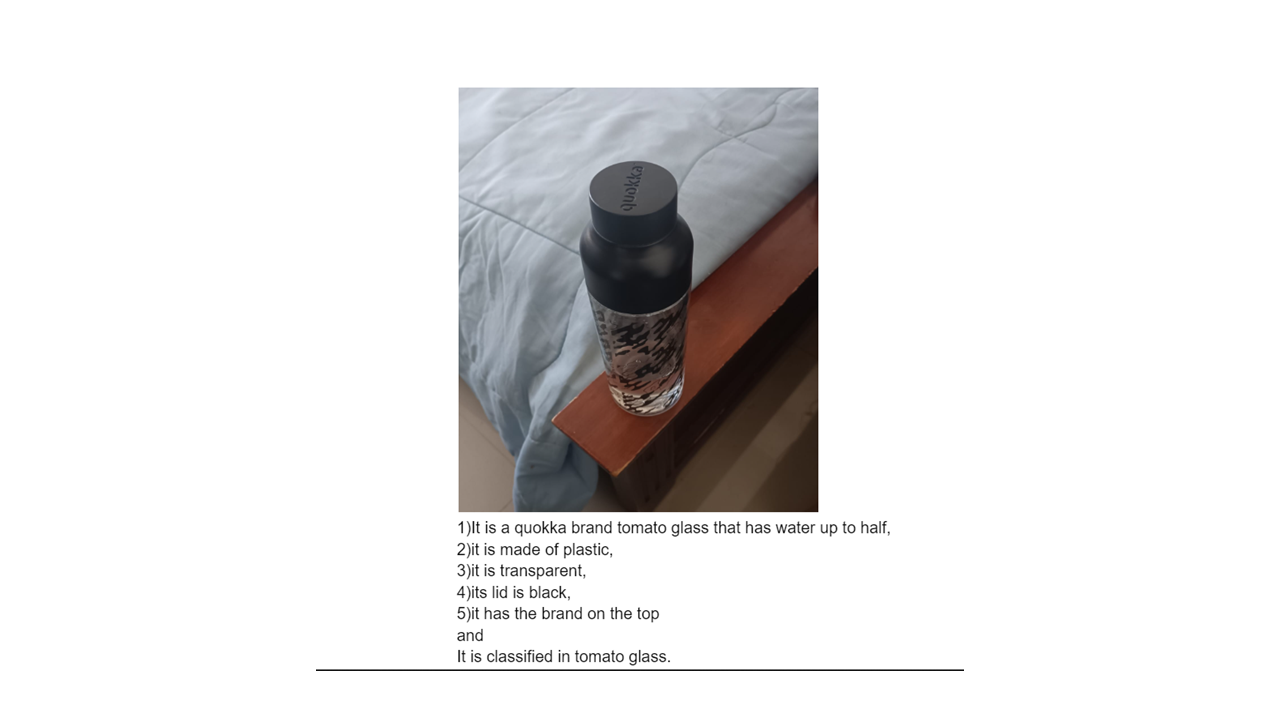 quokka
1)It is a quokka brand tomato glass that has water up to half,
2)it is made of plastic,
3)it is transparent,
4)its lid is black,
5)it has the brand on the top
and
It is classified in tomato glass.